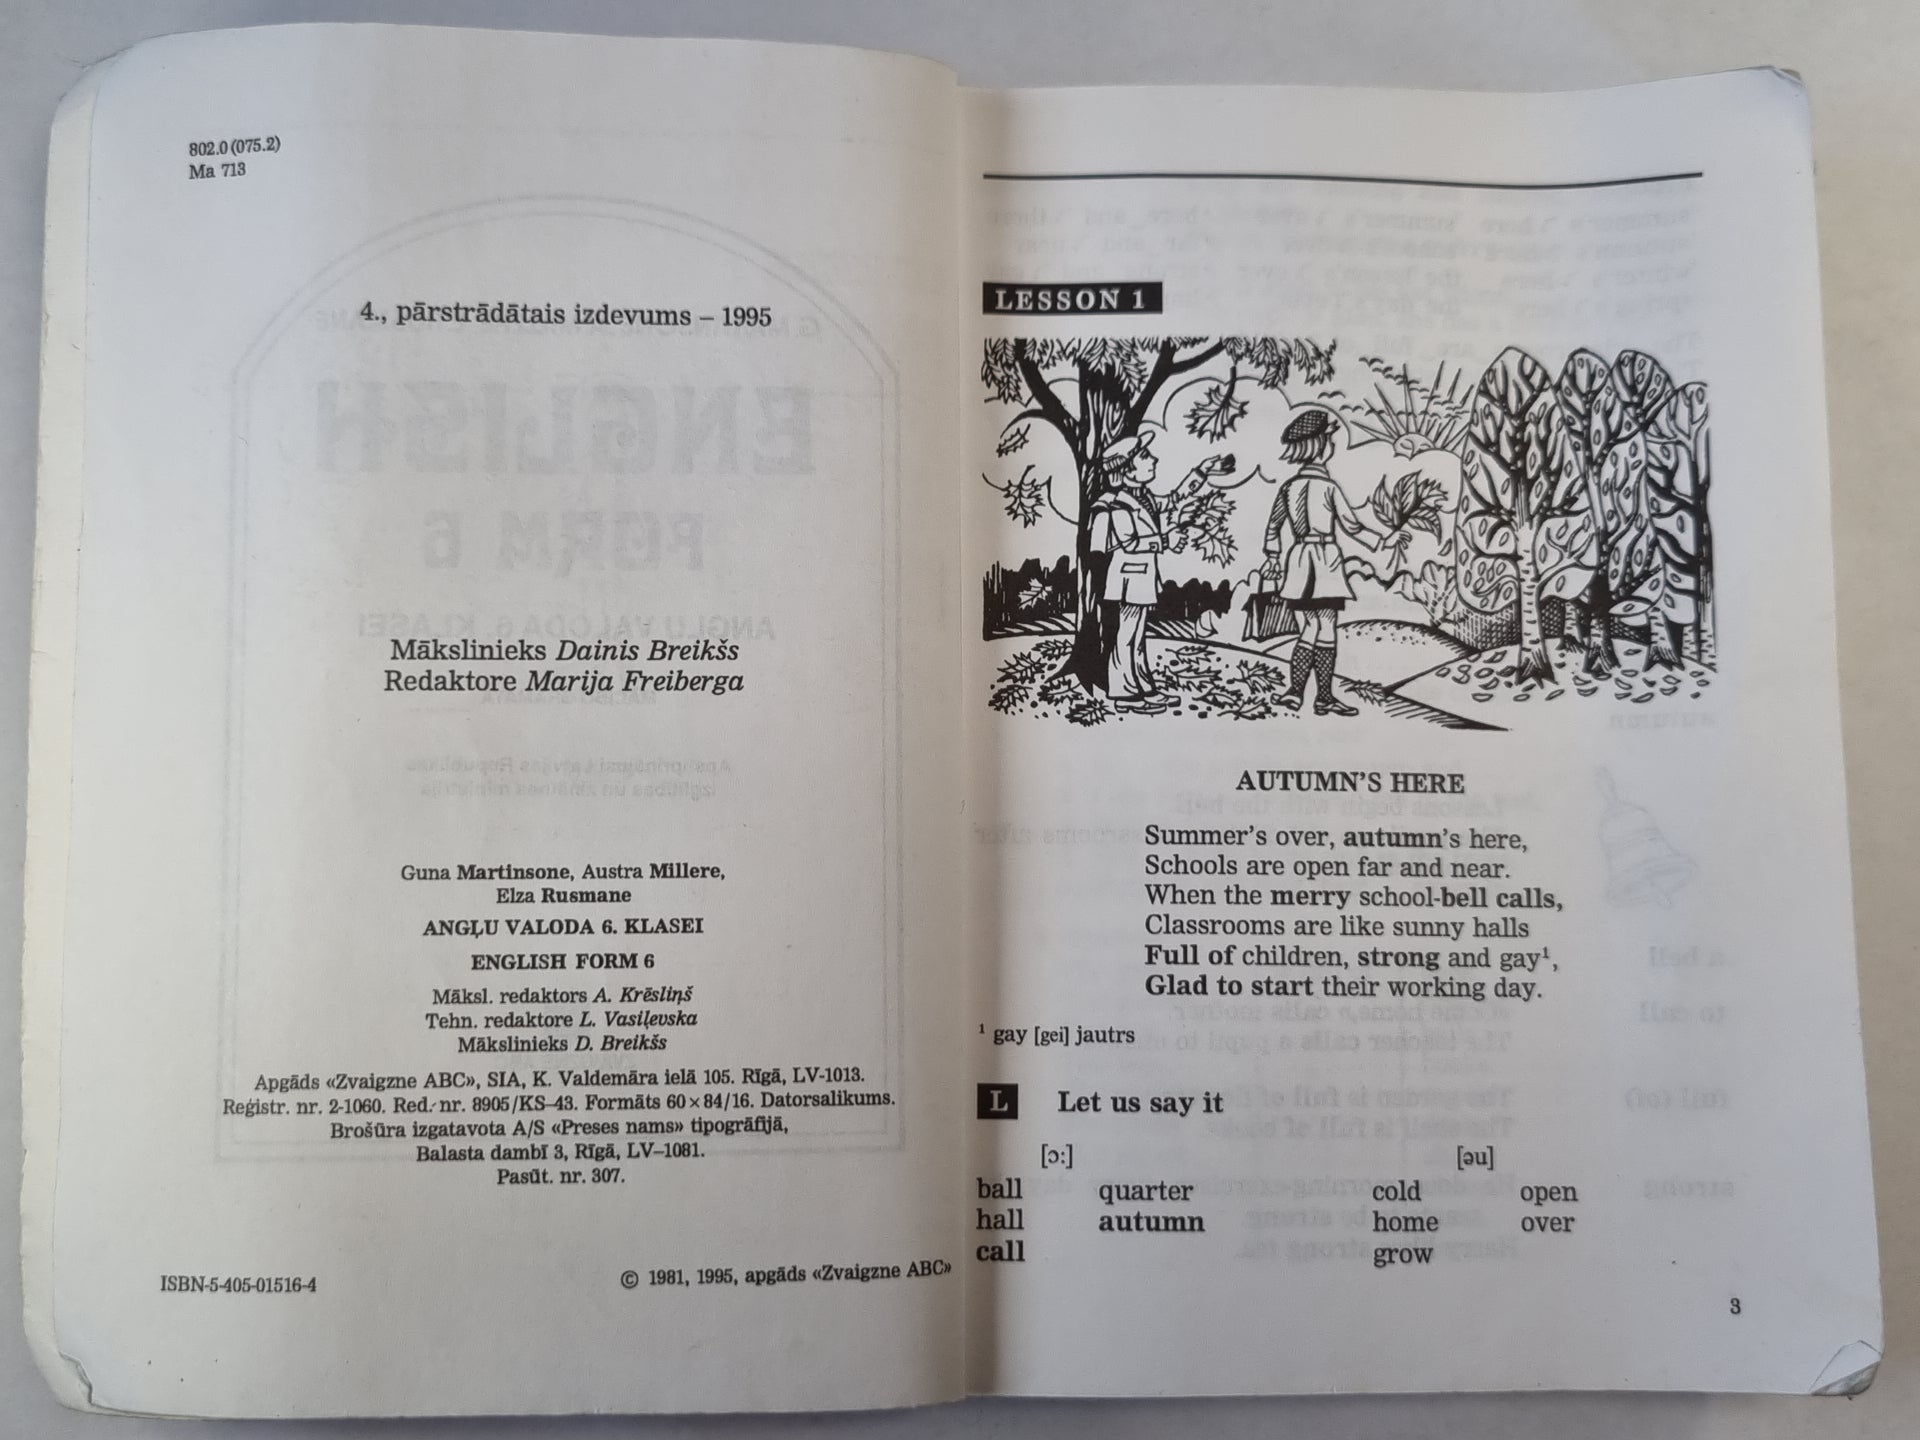 802.0 (075.2)
Ma 713
4., pārstrādātais izdevums – 1995
Mākslinieks Dainis Breikšs
Redaktore Marija Freiberga
Guna Martinsone, Austra Millere,
Elza Rusmane
ANGĻU VALODA 6. KLASEI
ENGLISH FORM 6
Māksl. redaktors A. Krēsliņš
Tehn. redaktore L. Vasiļevska
Mākslinieks D. Breikšs
Apgāds «Zvaigzne ABC», SIA, K. Valdemāra ielā 105. Rīgā, LV-1013.
Reģistr. nr. 2-1060. Red. nr. 8905/KS–43. Formāts 60×84/16. Datorsalikums.
Brošūra izgatavota A/S «Preses nams» tipogrāfijā,
Balasta dambī 3, Rīgā, LV–1081.
Pasūt. nr. 307.
ISBN-5-405-01516-4
© 1981, 1995, apgāds «Zvaigzne ABC»
LESSON 1
AUTUMN'S HERE
Summer's over, autumn's here,
Schools are open far and near.
When the merry school-bell calls,
Classrooms are like sunny halls
Full of children, strong and gay¹,
Glad to start their working day.
¹ gay [gei] jautrs
L Let us say it
[ɔ:] [əu]
ball quarter cold open
hall autumn home over
call grow
3